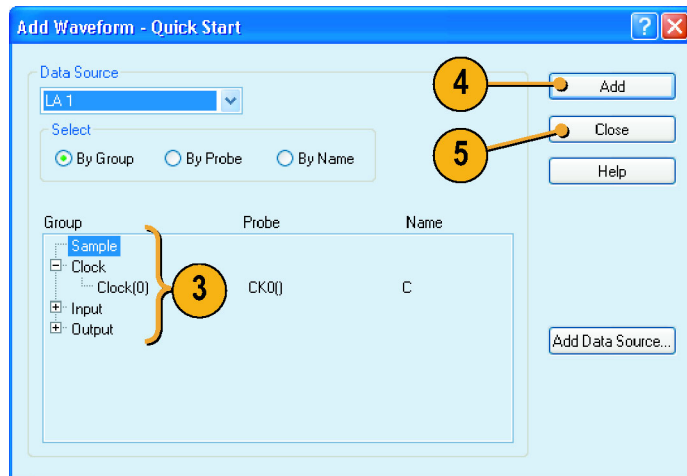 Add Waveform - Quick Start
Data Source
LA 1
Select
By Group By Probe By Name
Group Probe Name
Sample
Clock
Clock(0) CK0() C
Input
Output
3
4
Add
5
Close
Help
Add Data Source...